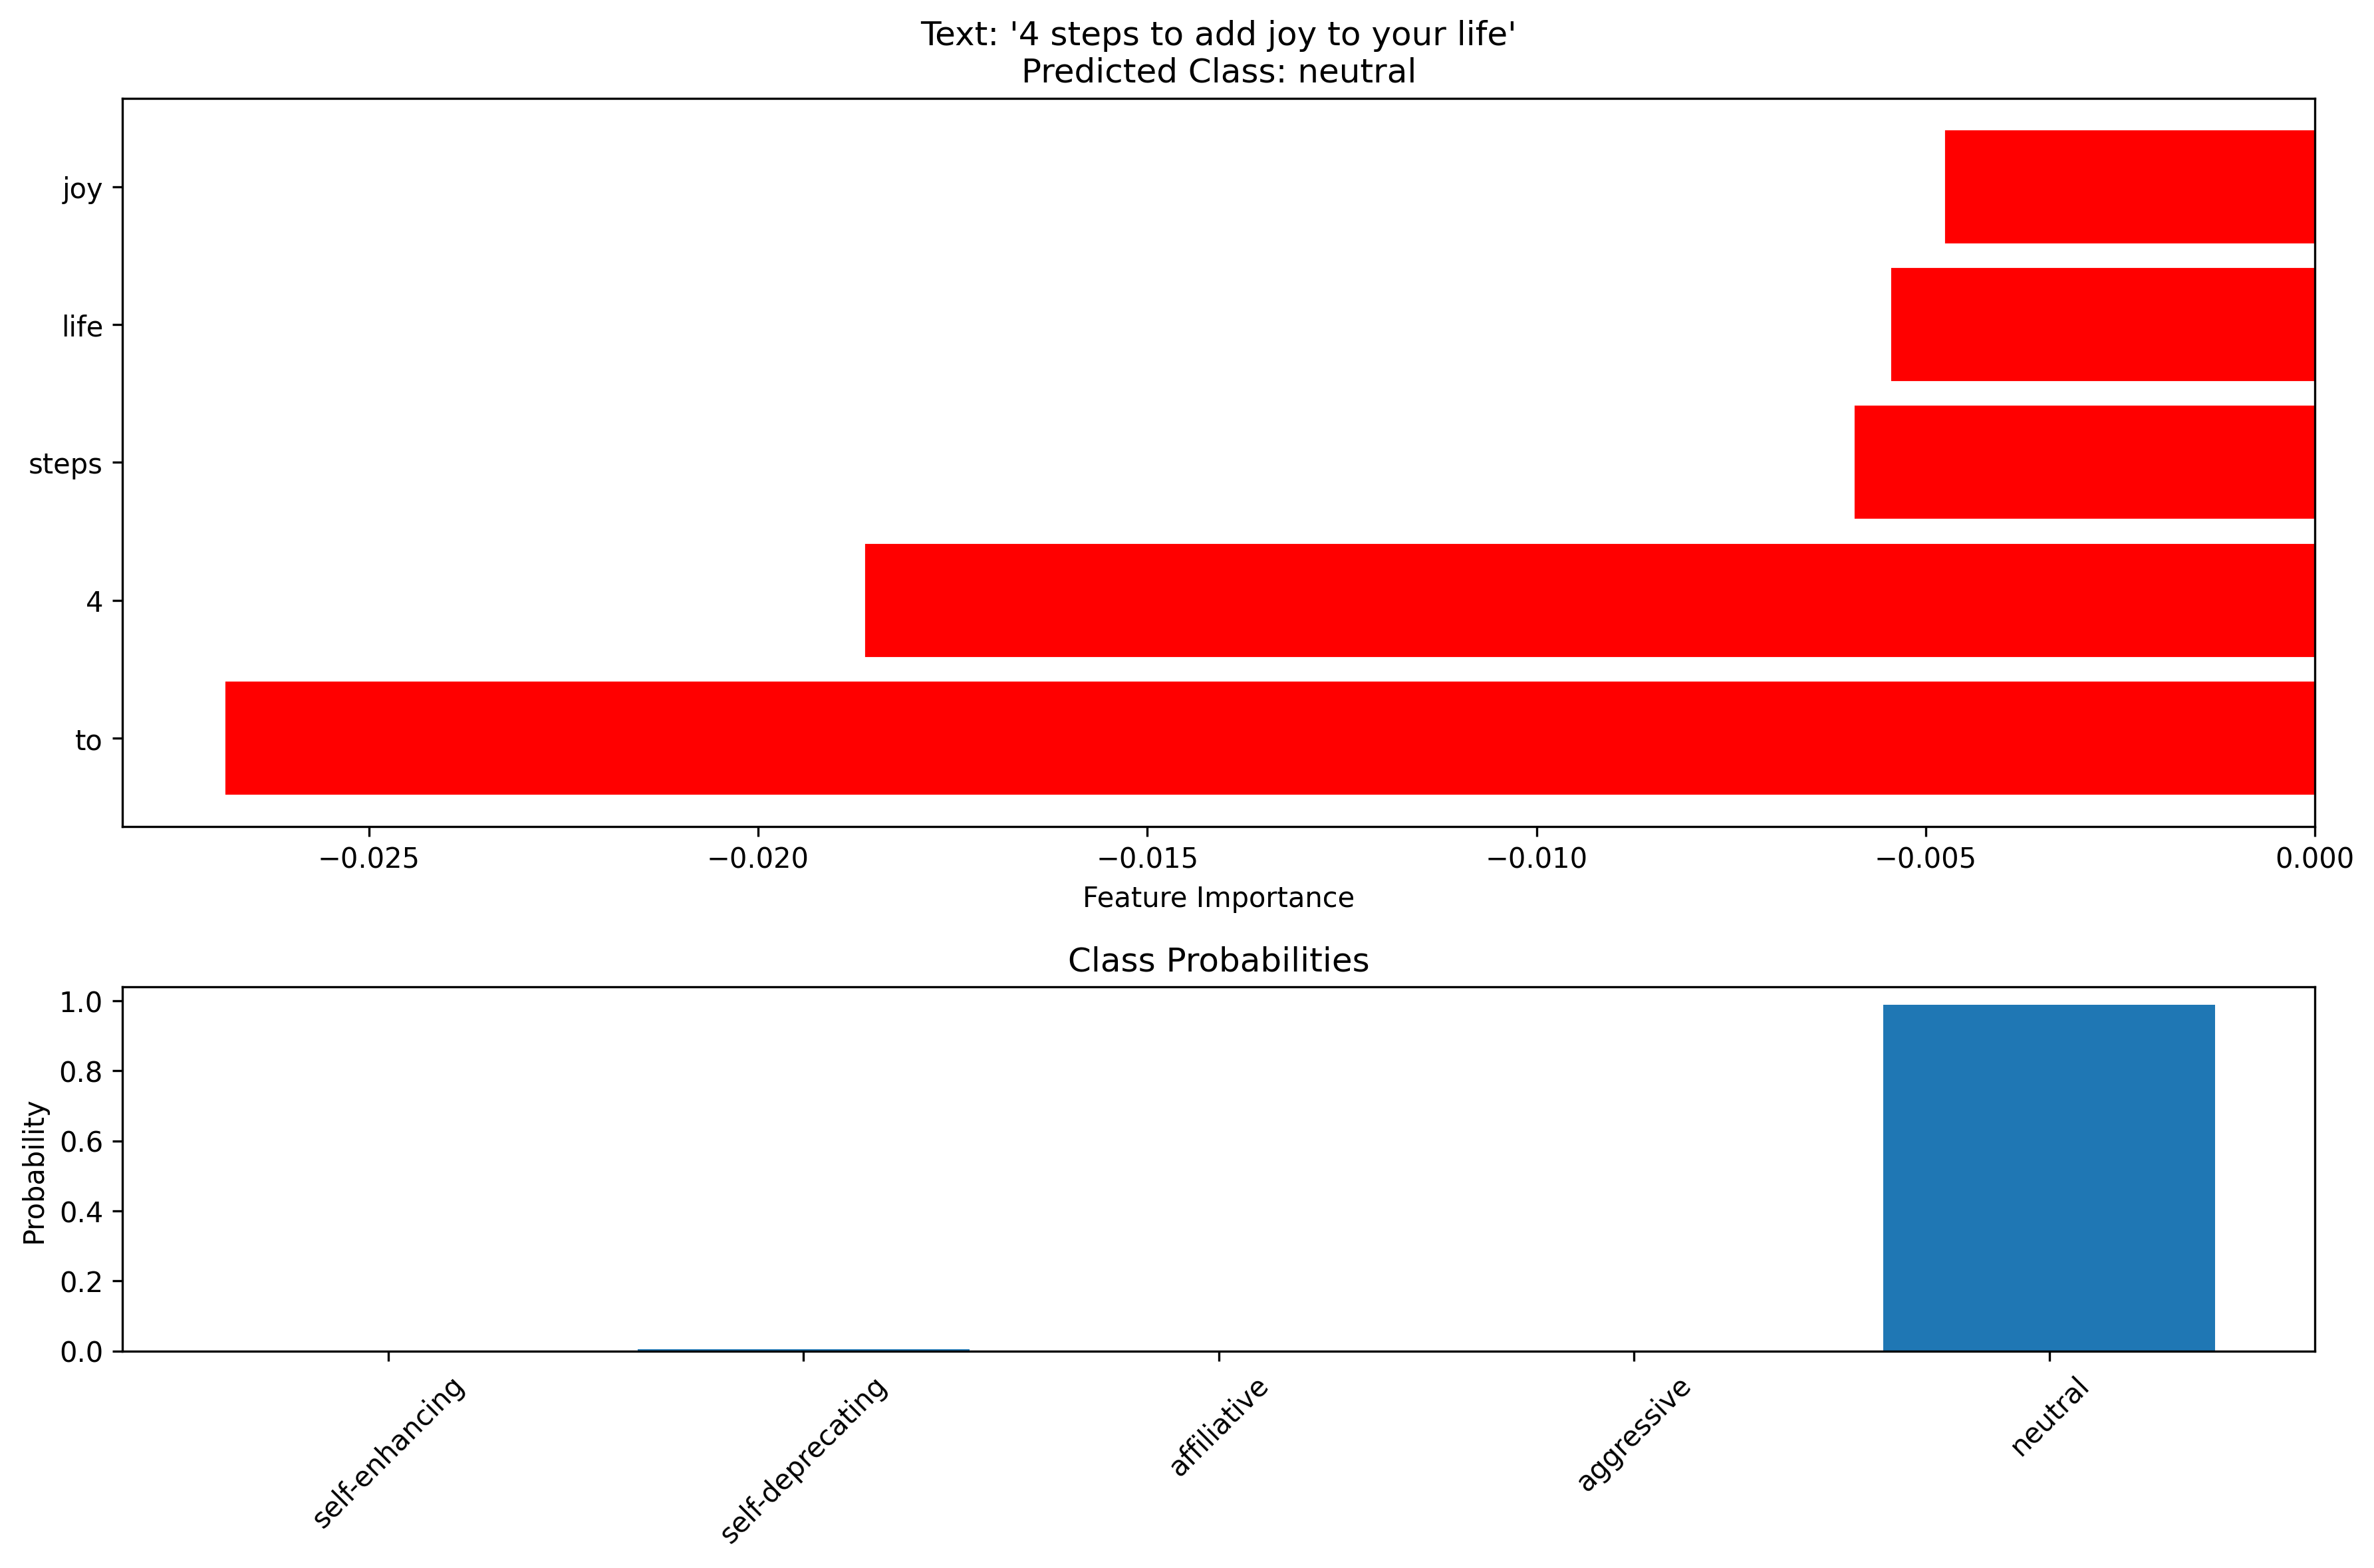 Text: '4 steps to add joy to your life'
Predicted Class: neutral
joy
life
steps
4
to
−0.025 −0.020 −0.015 −0.010 −0.005 0.000
Feature Importance
Class Probabilities
1.0
0.8
0.6
0.4
0.2
0.0
Probability
self-enhancing self-deprecating affiliative aggressive neutral